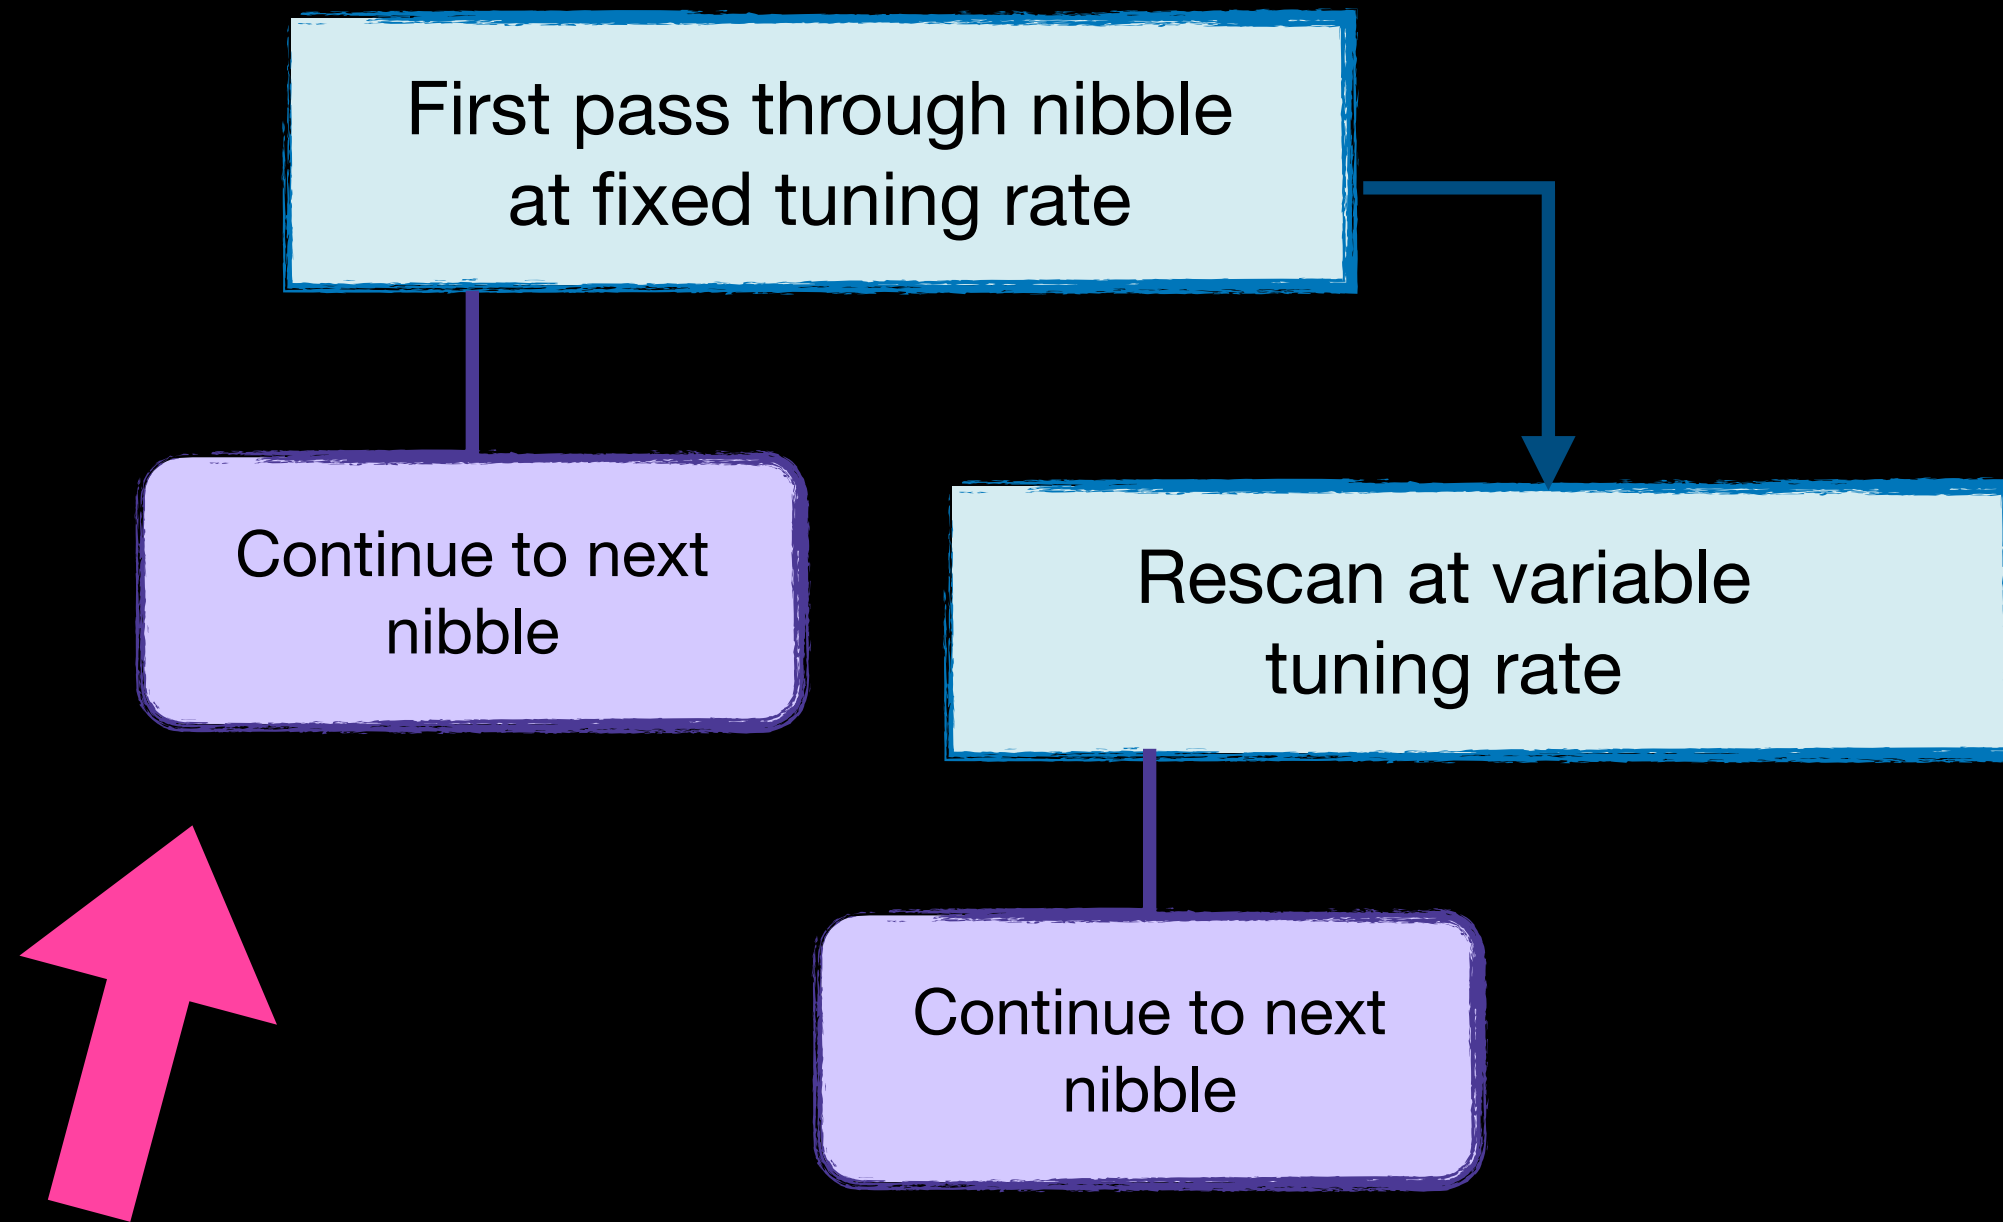 First pass through nibble
at fixed tuning rate
Continue to next
nibble
Rescan at variable
tuning rate
Continue to next
nibble